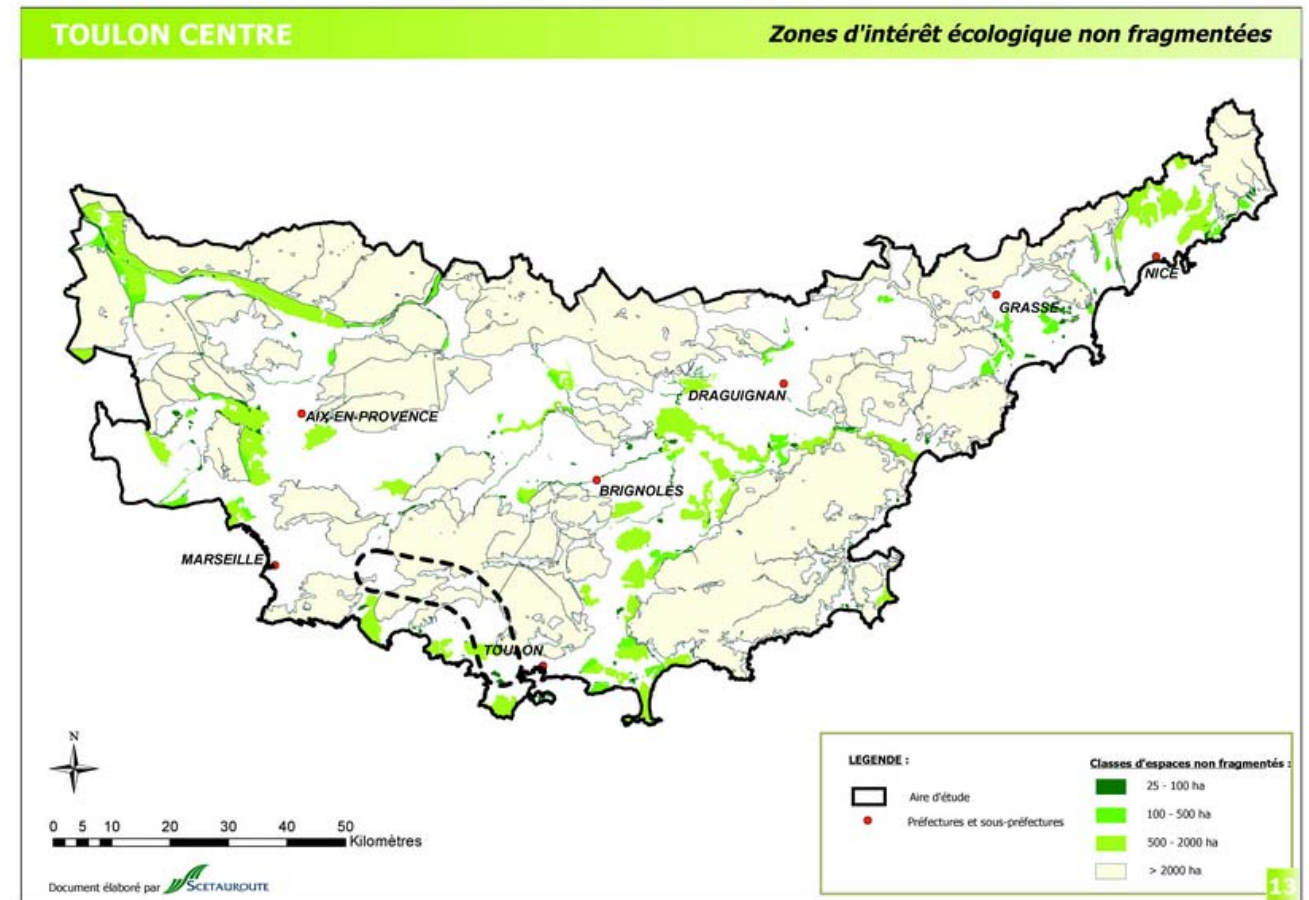 TOULON CENTRE
Zones d'intérêt écologique non fragmentées
NICE
GRASSE
DRAGUIGNAN
AIX-EN-PROVENCE
BRIGNOLES
MARSEILLE
TOULON
N
0 5 10 20 30 40 50
Kilomètres
Document élaboré par SCETAUROUTE
LEGENDE :
Aire d'étude
Préfectures et sous-préfectures
Classes d'espaces non fragmentés :
25 - 100 ha
100 - 500 ha
500 - 2000 ha
> 2000 ha
13